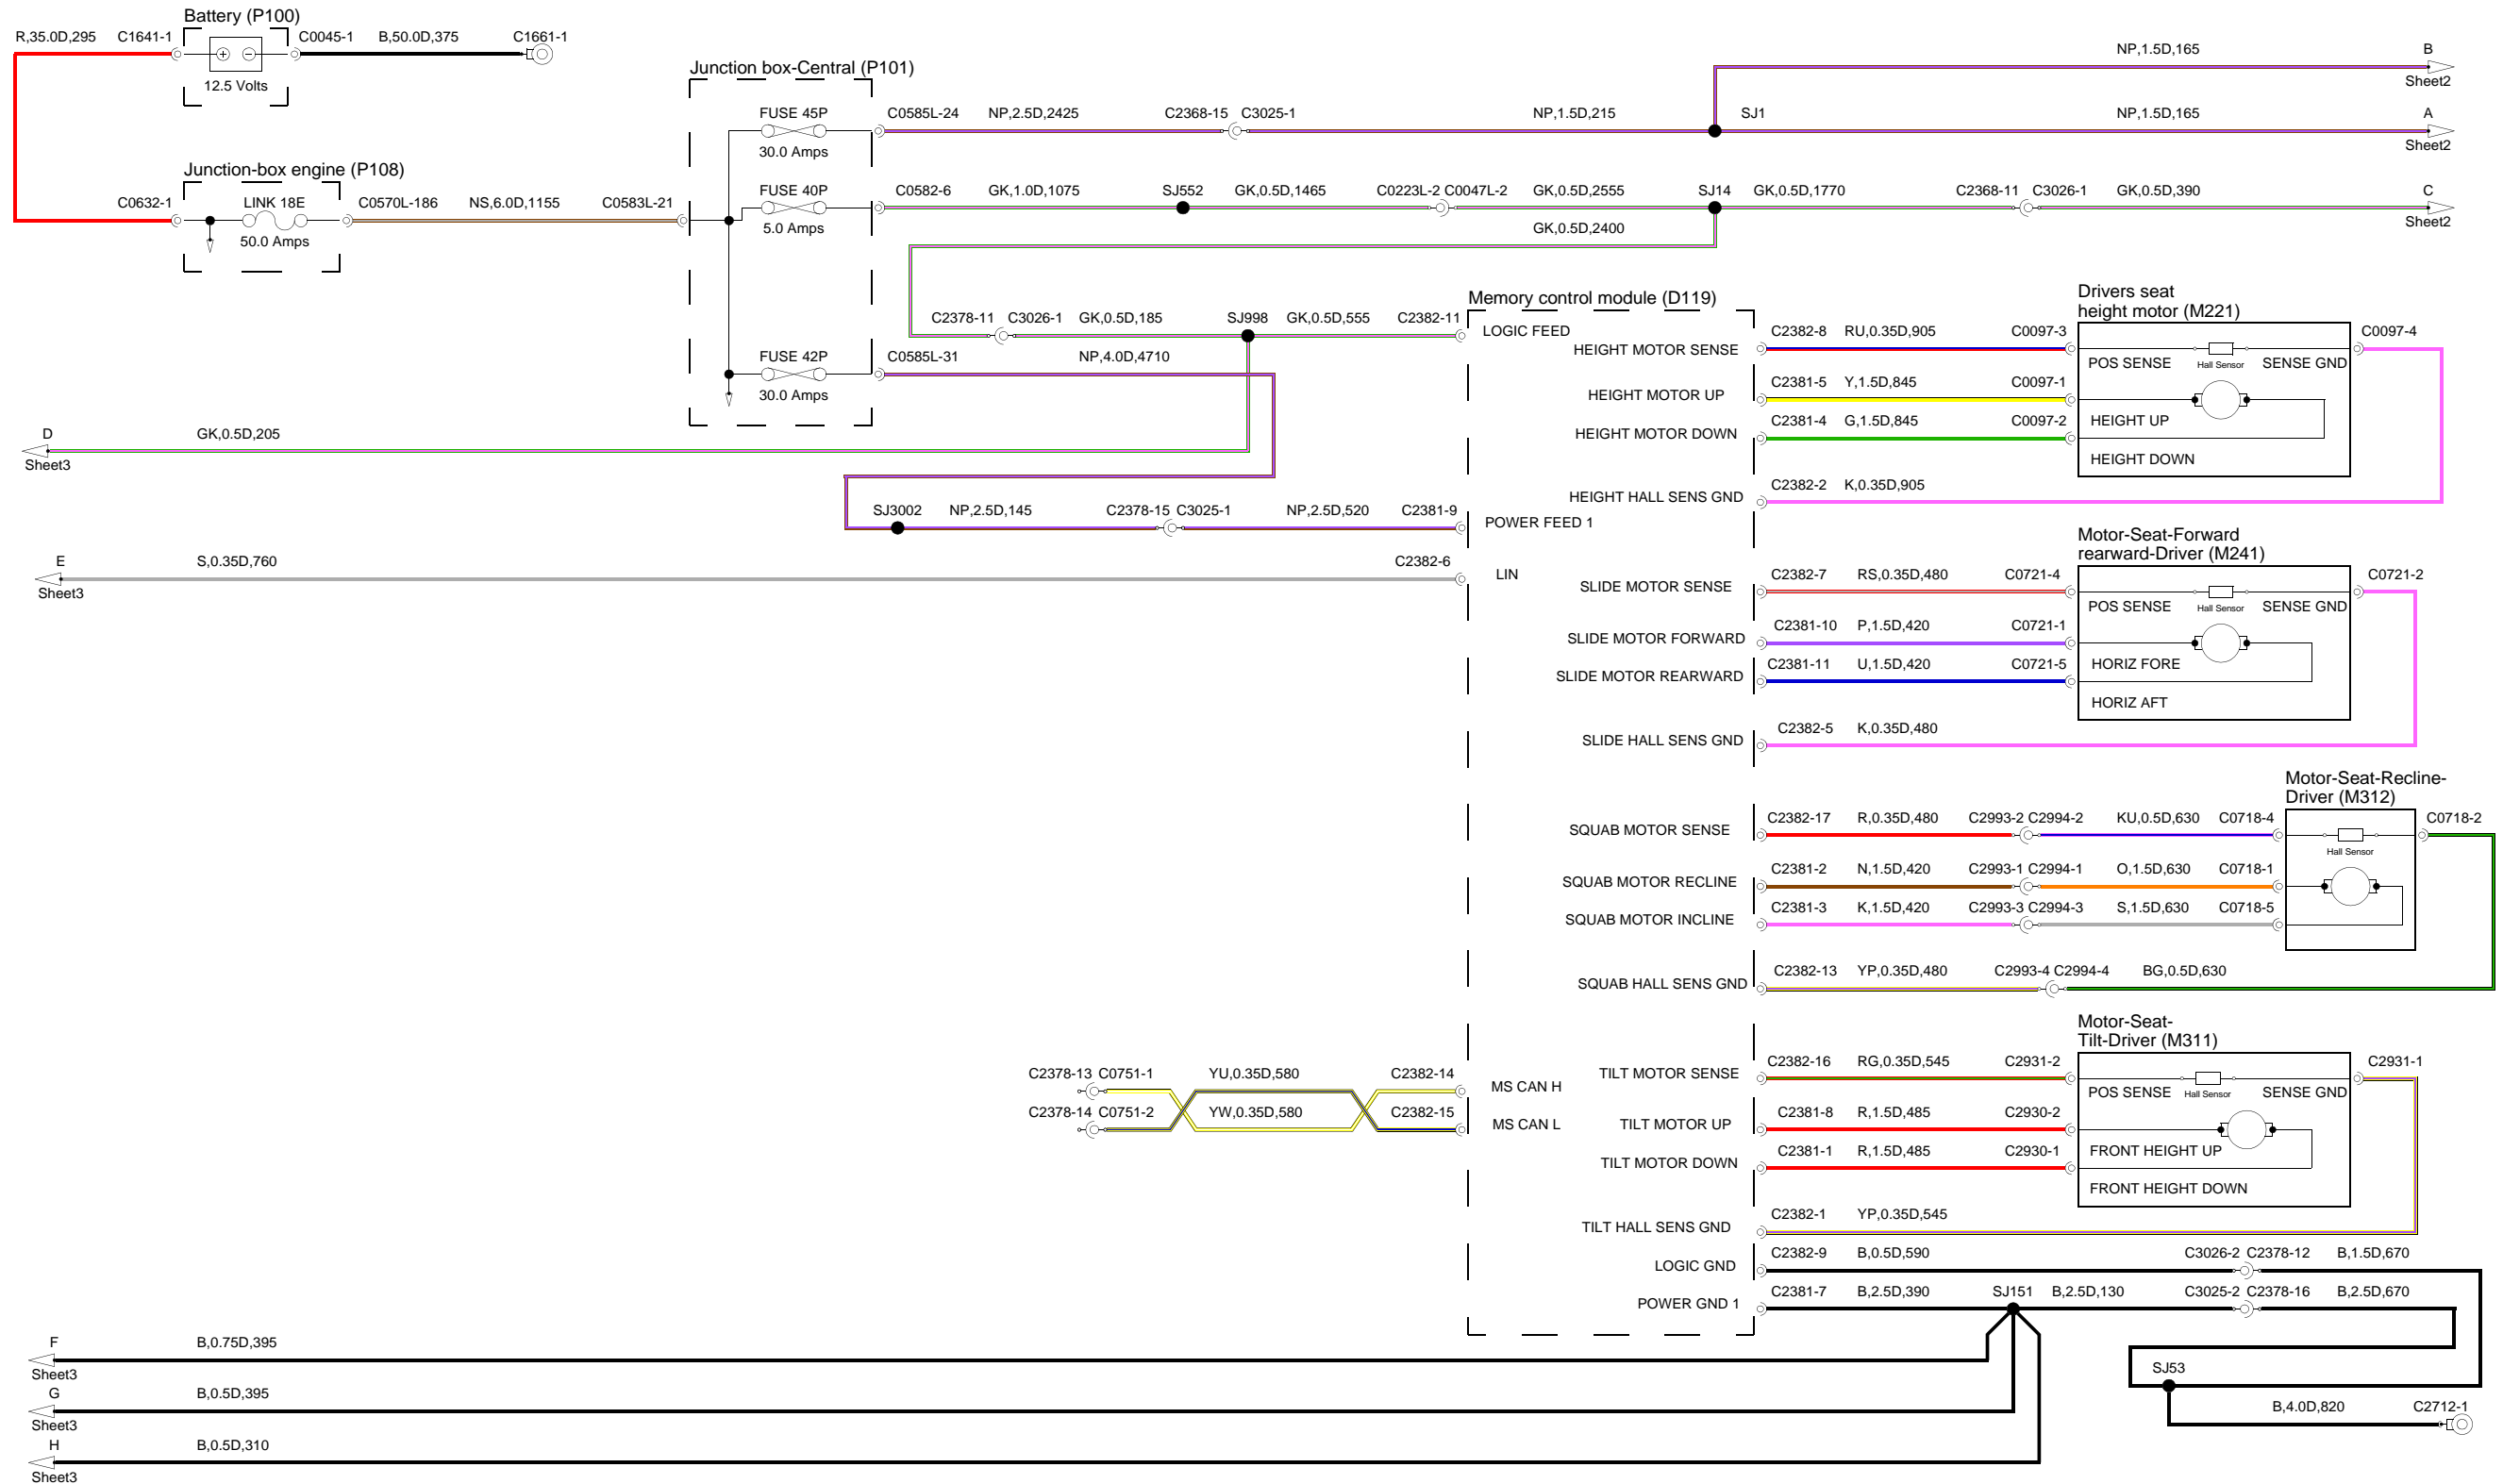 Battery (P100)
R,35.0D,295 C1641-1 C0045-1 B,50.0D,375 C1661-1
12.5 Volts
Junction box-Central (P101)
NP,1.5D,165 B
Sheet2
FUSE 45P C0585L-24 NP,2.5D,2425 C2368-15 C3025-1 NP,1.5D,215 SJ1 NP,1.5D,165 A
30.0 Amps Sheet2
Junction-box engine (P108)
C0632-1 LINK 18E C0570L-186 NS,6.0D,1155 C0583L-21
50.0 Amps
FUSE 40P C0582-6 GK,1.0D,1075 SJ552 GK,0.5D,1465 C0223L-2 C0047L-2 GK,0.5D,2555 SJ14 GK,0.5D,1770 C2368-11 C3026-1 GK,0.5D,390 C
5.0 Amps GK,0.5D,2400 Sheet2
Memory control module (D119)
Drivers seat
height motor (M221)
C2378-11 C3026-1 GK,0.5D,185 SJ998 GK,0.5D,555 C2382-11 LOGIC FEED
HEIGHT MOTOR SENSE C2382-8 RU,0.35D,905 C0097-3 C0097-4
POS SENSE Hall Sensor SENSE GND
FUSE 42P C0585L-31 NP,4.0D,4710
30.0 Amps
HEIGHT MOTOR UP C2381-5 Y,1.5D,845 C0097-1
HEIGHT UP
HEIGHT MOTOR DOWN C2381-4 G,1.5D,845 C0097-2
HEIGHT DOWN
D GK,0.5D,205
Sheet3
HEIGHT HALL SENS GND C2382-2 K,0.35D,905
SJ3002 NP,2.5D,145 C2378-15 C3025-1 NP,2.5D,520 C2381-9 POWER FEED 1
Motor-Seat-Forward
rearward-Driver (M241)
E S,0.35D,760 C2382-6 LIN
Sheet3
SLIDE MOTOR SENSE C2382-7 RS,0.35D,480 C0721-4 C0721-2
POS SENSE Hall Sensor SENSE GND
SLIDE MOTOR FORWARD C2381-10 P,1.5D,420 C0721-1
HORIZ FORE
SLIDE MOTOR REARWARD C2381-11 U,1.5D,420 C0721-5
HORIZ AFT
SLIDE HALL SENS GND C2382-5 K,0.35D,480
Motor-Seat-Recline-
Driver (M312)
SQUAB MOTOR SENSE C2382-17 R,0.35D,480 C2993-2 C2994-2 KU,0.5D,630 C0718-4 C0718-2
Hall Sensor
SQUAB MOTOR RECLINE C2381-2 N,1.5D,420 C2993-1 C2994-1 O,1.5D,630 C0718-1
SQUAB MOTOR INCLINE C2381-3 K,1.5D,420 C2993-3 C2994-3 S,1.5D,630 C0718-5
SQUAB HALL SENS GND C2382-13 YP,0.35D,480 C2993-4 C2994-4 BG,0.5D,630
Motor-Seat-
Tilt-Driver (M311)
C2378-13 C0751-1 YU,0.35D,580 C2382-14 MS CAN H
C2378-14 C0751-2 YW,0.35D,580 C2382-15 MS CAN L
TILT MOTOR SENSE C2382-16 RG,0.35D,545 C2931-2 C2931-1
POS SENSE Hall Sensor SENSE GND
TILT MOTOR UP C2381-8 R,1.5D,485 C2930-2
FRONT HEIGHT UP
TILT MOTOR DOWN C2381-1 R,1.5D,485 C2930-1
FRONT HEIGHT DOWN
TILT HALL SENS GND C2382-1 YP,0.35D,545
LOGIC GND C2382-9 B,0.5D,590 C3026-2 C2378-12 B,1.5D,670
POWER GND 1 C2381-7 B,2.5D,390 SJ151 B,2.5D,130 C3025-2 C2378-16 B,2.5D,670
F B,0.75D,395
Sheet3
SJ53
G B,0.5D,395
Sheet3
B,4.0D,820 C2712-1
H B,0.5D,310
Sheet3